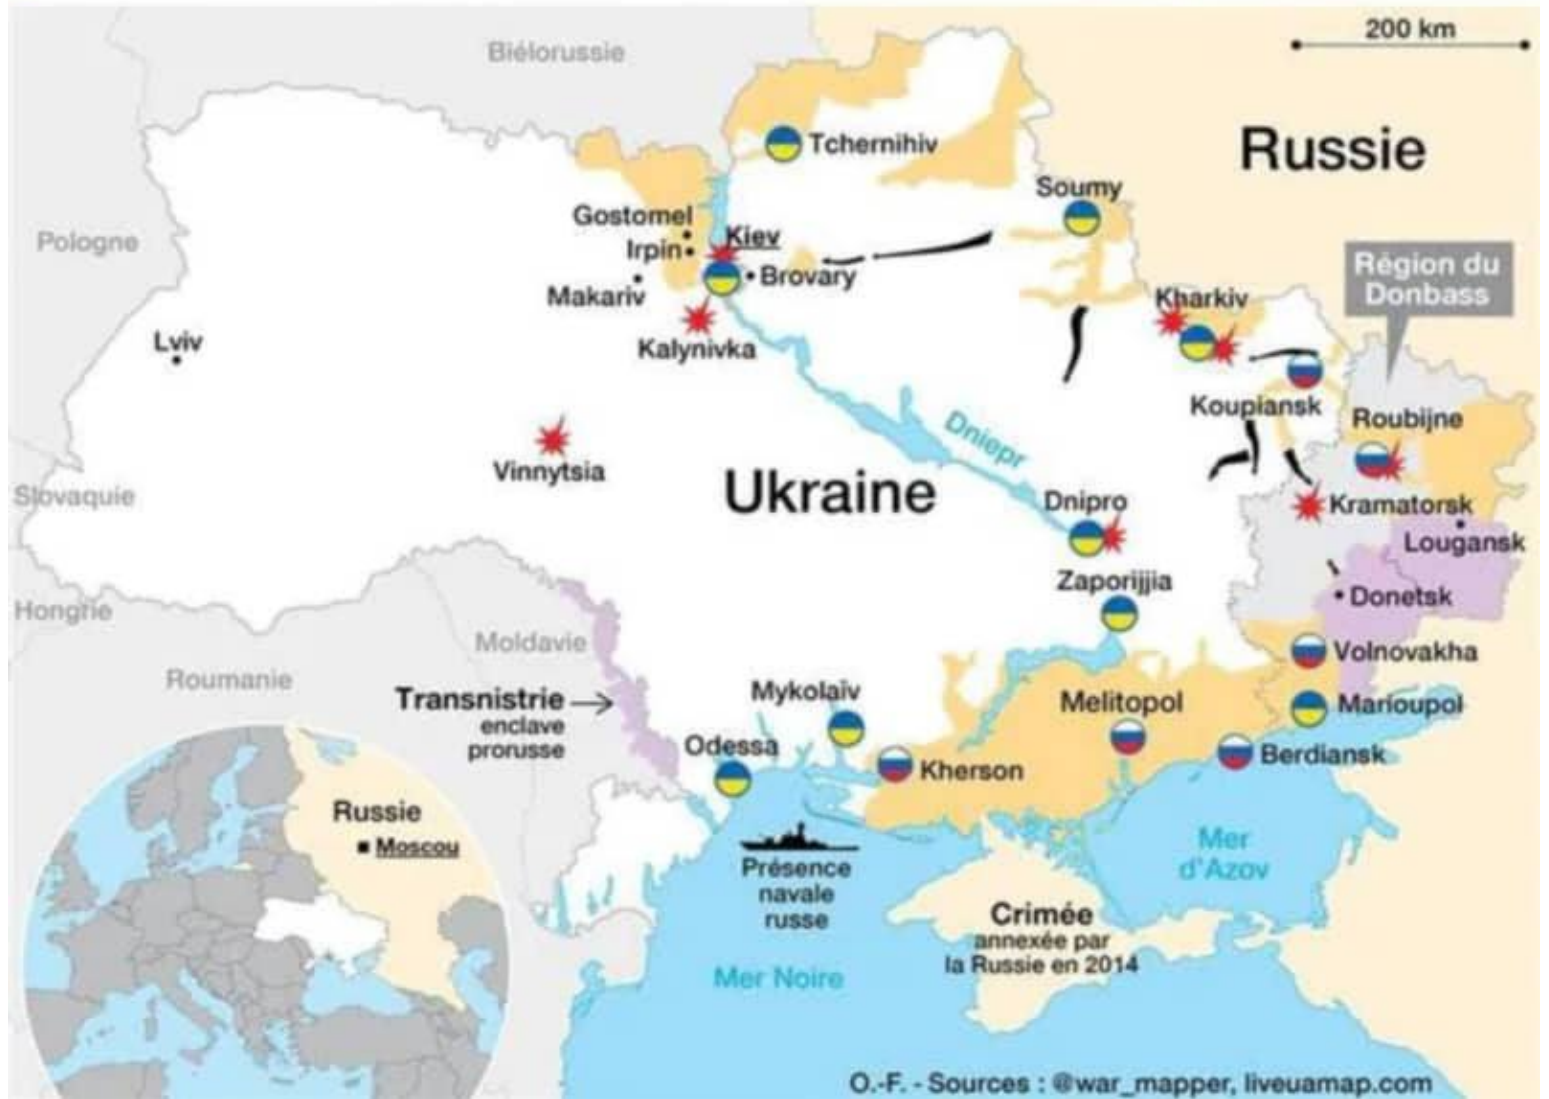 200 km
Biélorussie
Russie
Tchernihiv
Soumy
Gostomel
Kiev
Irpin
Pologne
Brovary
Makariv
Région du
Donbass
Kharkiv
Lviv
Kalynivka
Koupiansk
Roubijne
Dniepr
Vinnytsia
Ukraine
Slovaquie
Dnipro
Kramatorsk
Lougansk
Zaporijjia
Donetsk
Hongrie
Moldavie
Volnovakha
Roumanie
Transnistrie
enclave
prorusse
Mykolaïv
Melitopol
Marioupol
Odessa
Kherson
Berdiansk
Russie
Moscou
Présence
navale
russe
Mer
d'Azov
Crimée
annexée par
la Russie en 2014
Mer Noire
O.-F. - Sources : @war_mapper, liveuamap.com